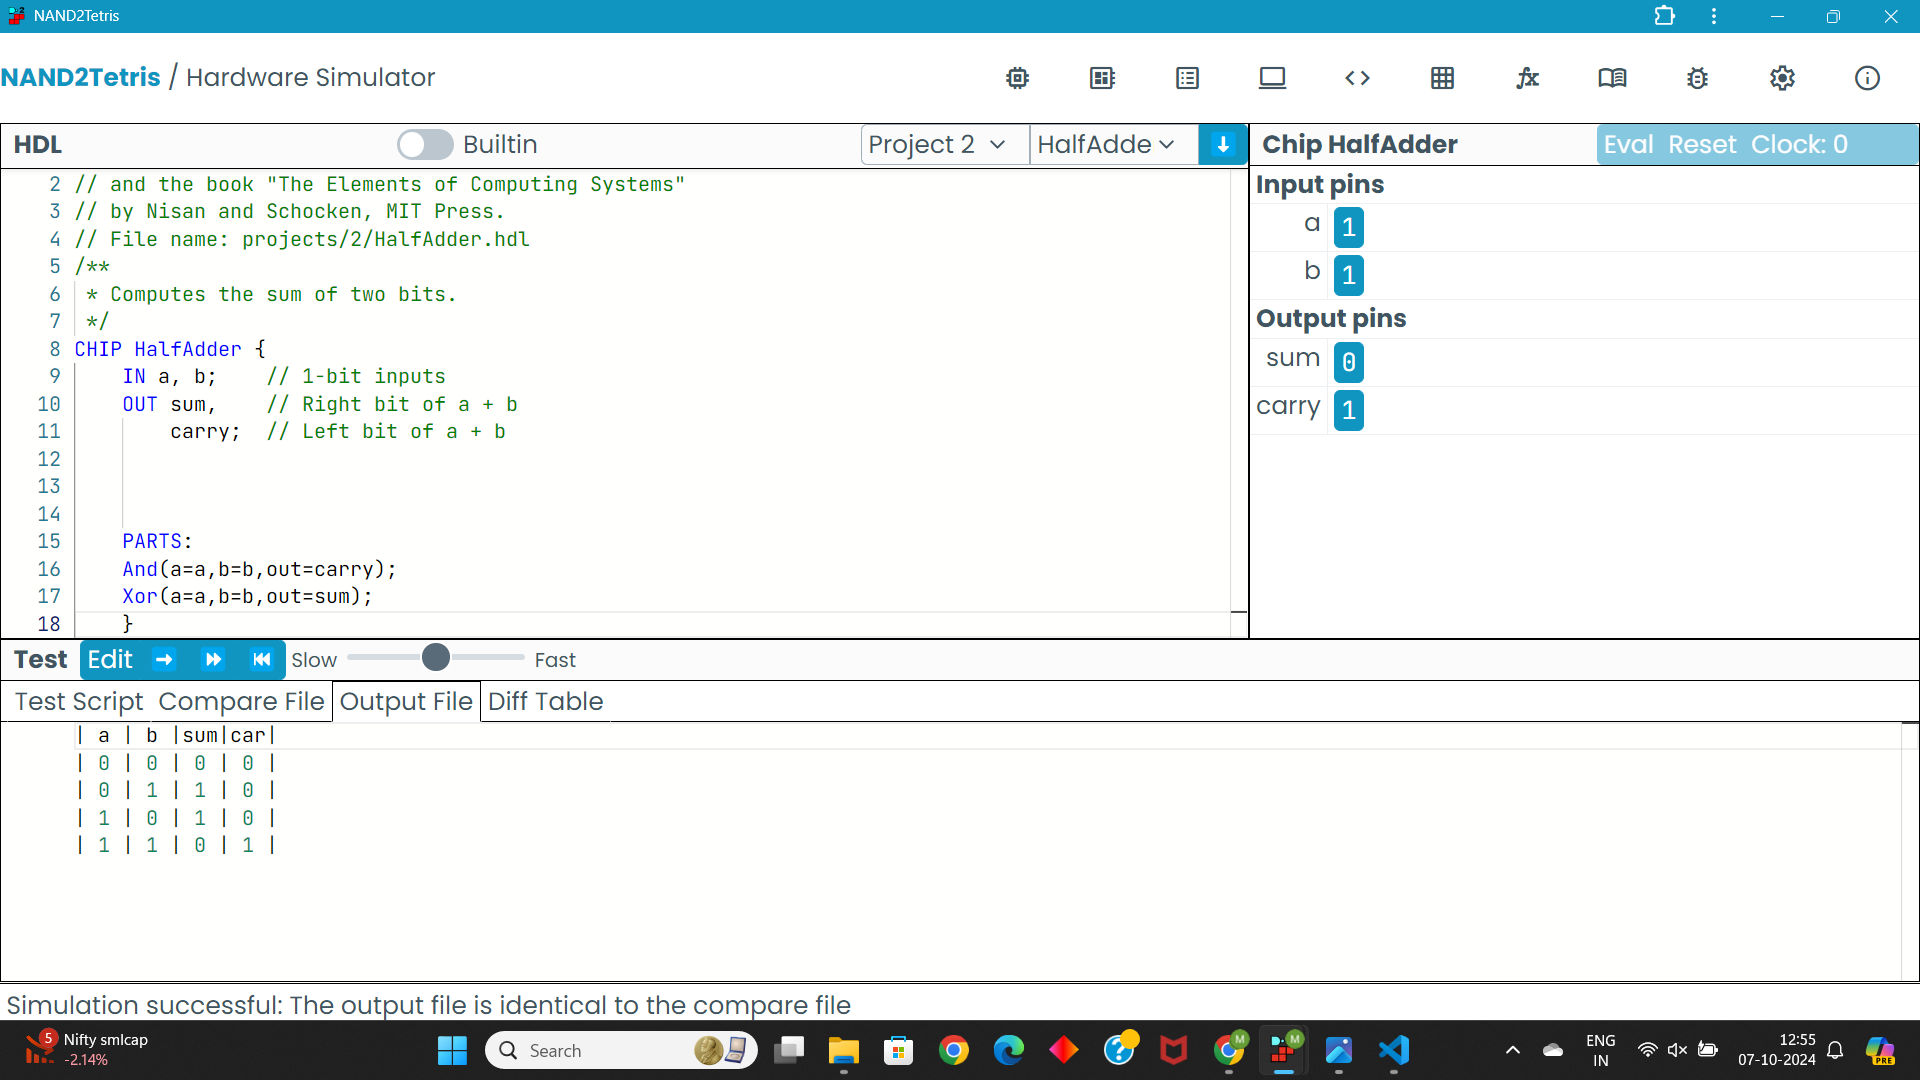 NAND2Tetris
NAND2Tetris / Hardware Simulator
HDL
Builtin
Project 2
HalfAdde
Chip HalfAdder
Eval Reset Clock: 0
2 // and the book "The Elements of Computing Systems"
3 // by Nisan and Schocken, MIT Press.
4 // File name: projects/2/HalfAdder.hdl
5 /**
6 * Computes the sum of two bits.
7 */
8 CHIP HalfAdder {
9 IN a, b; // 1-bit inputs
10 OUT sum, // Right bit of a + b
11 carry; // Left bit of a + b
12
13
14
15 PARTS:
16 And(a=a,b=b,out=carry);
17 Xor(a=a,b=b,out=sum);
18 }
Input pins
a 1
b 1
Output pins
sum 0
carry 1
Test Edit Slow Fast
Test Script Compare File Output File Diff Table
| a | b |sum|car|
| 0 | 0 | 0 | 0 |
| 0 | 1 | 1 | 0 |
| 1 | 0 | 1 | 0 |
| 1 | 1 | 0 | 1 |
Simulation successful: The output file is identical to the compare file
5
Nifty smlcap
-2.14%
Search
M
M
PRE
ENG
IN
12:55
07-10-2024